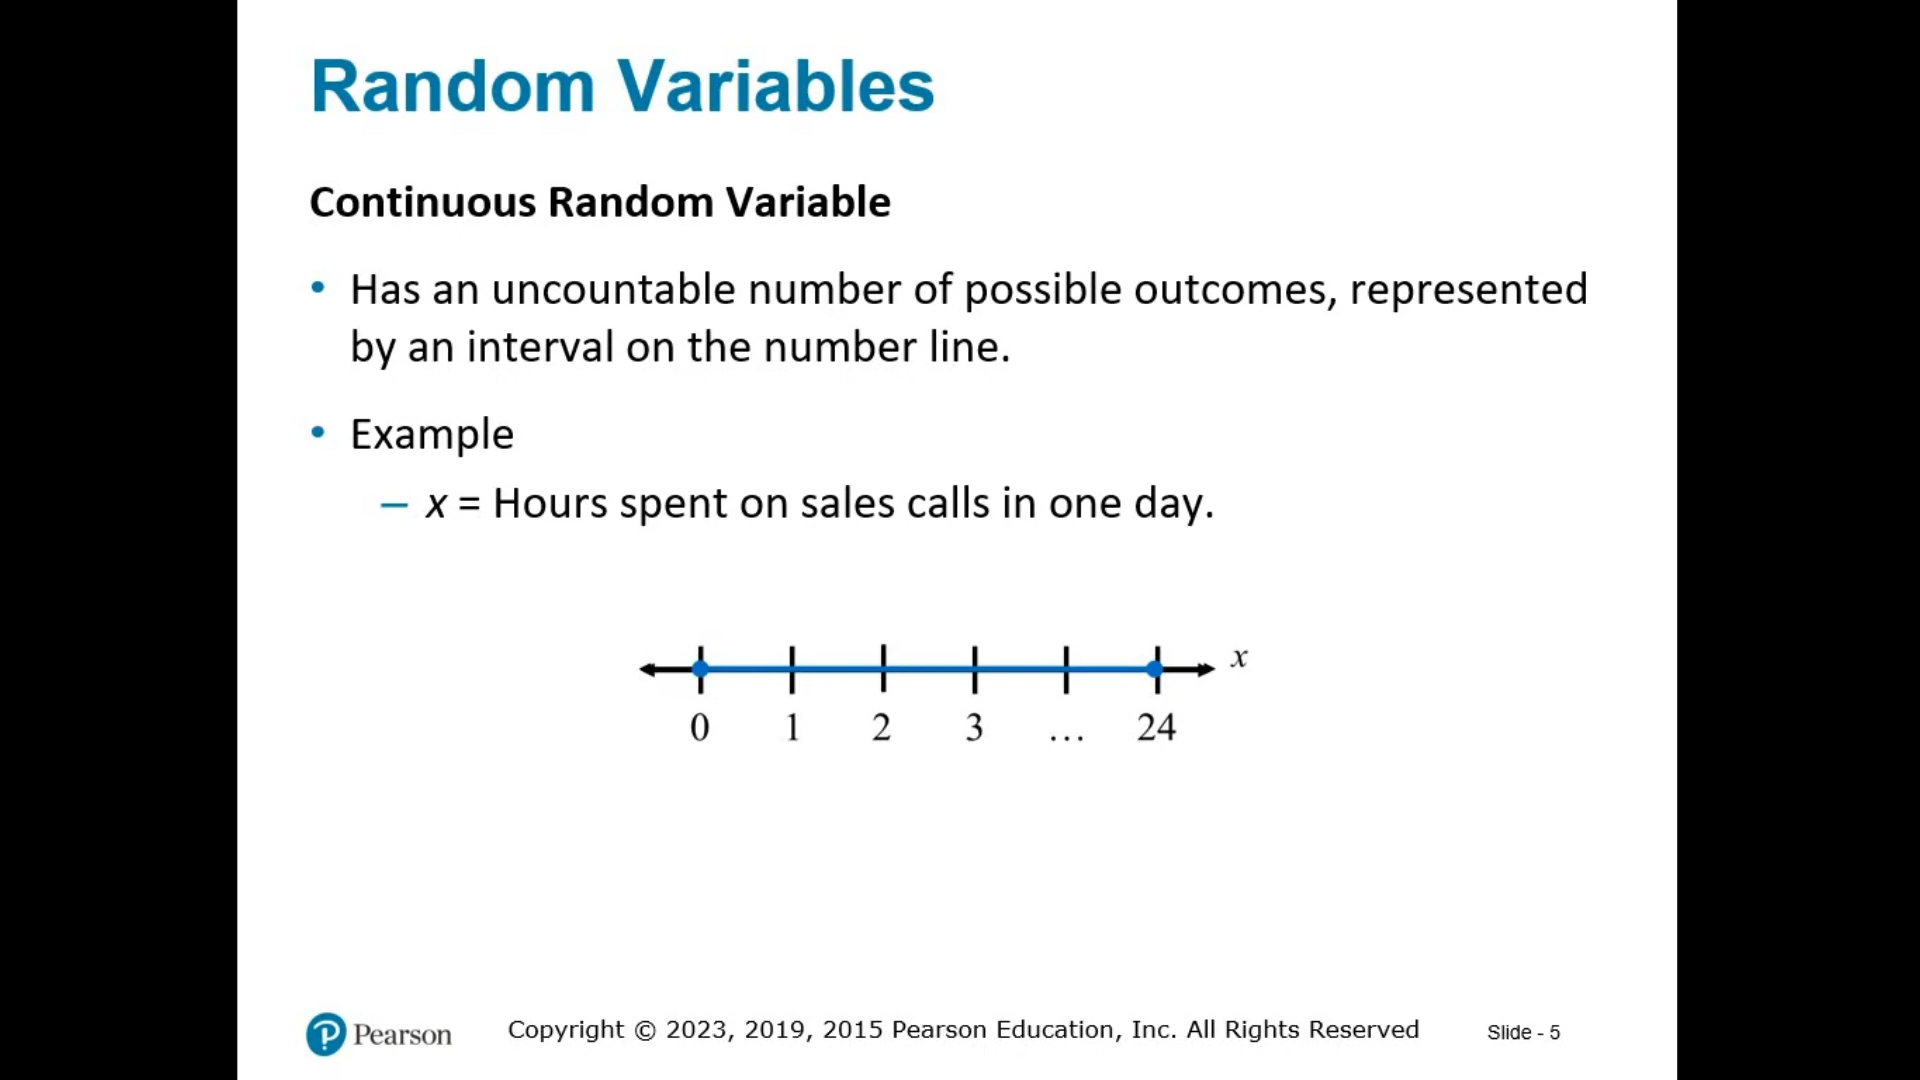 Random Variables
Continuous Random Variable
• Has an uncountable number of possible outcomes, represented
by an interval on the number line.
• Example
– x = Hours spent on sales calls in one day.
x
0 1 2 3 … 24
Pearson Copyright © 2023, 2019, 2015 Pearson Education, Inc. All Rights Reserved Slide - 5